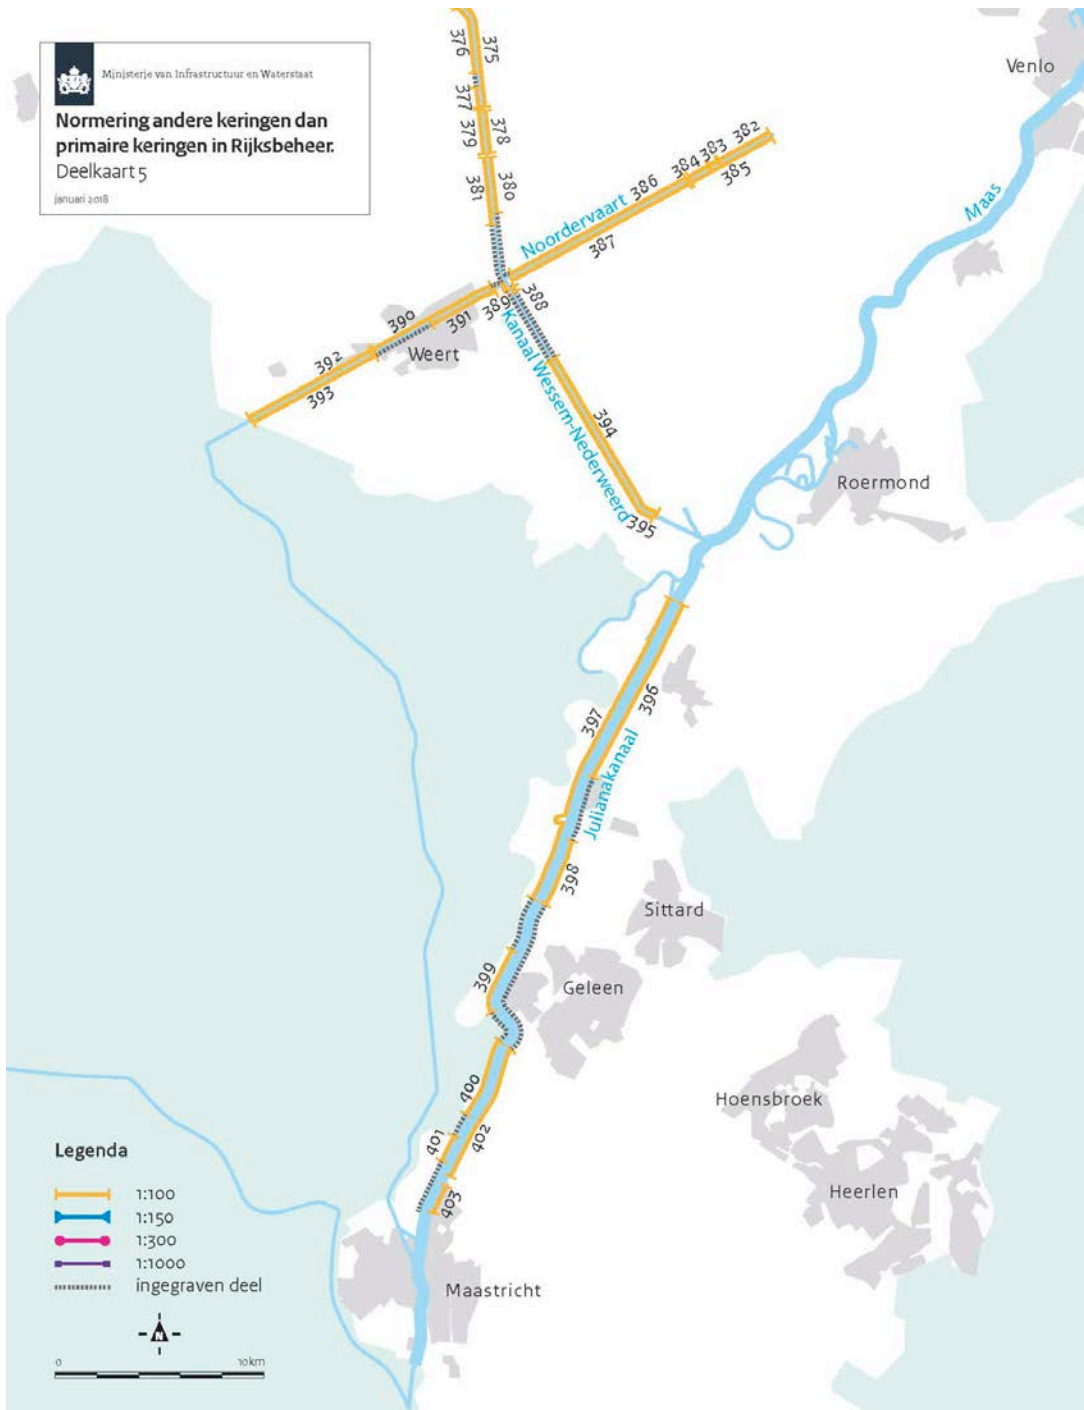 Ministerie van Infrastructuur en Waterstaat
Normering andere keringen dan
primaire keringen in Rijksbeheer.
Deelkaart 5
januari 2018
376
375
377
379
378
381
380
382
383
384
385
386
387
Noordervaart
Venlo
Maas
388
389
390
391
Weert
392
393
Kanaal Wessem-Nederweerd
394
395
Roermond
396
397
Julianakanaal
398
Sittard
399
Geleen
400
Hoensbroek
401
402
Heerlen
403
Maastricht
Legenda
1:100
1:150
1:300
1:1000
ingegraven deel
N
0
10 km